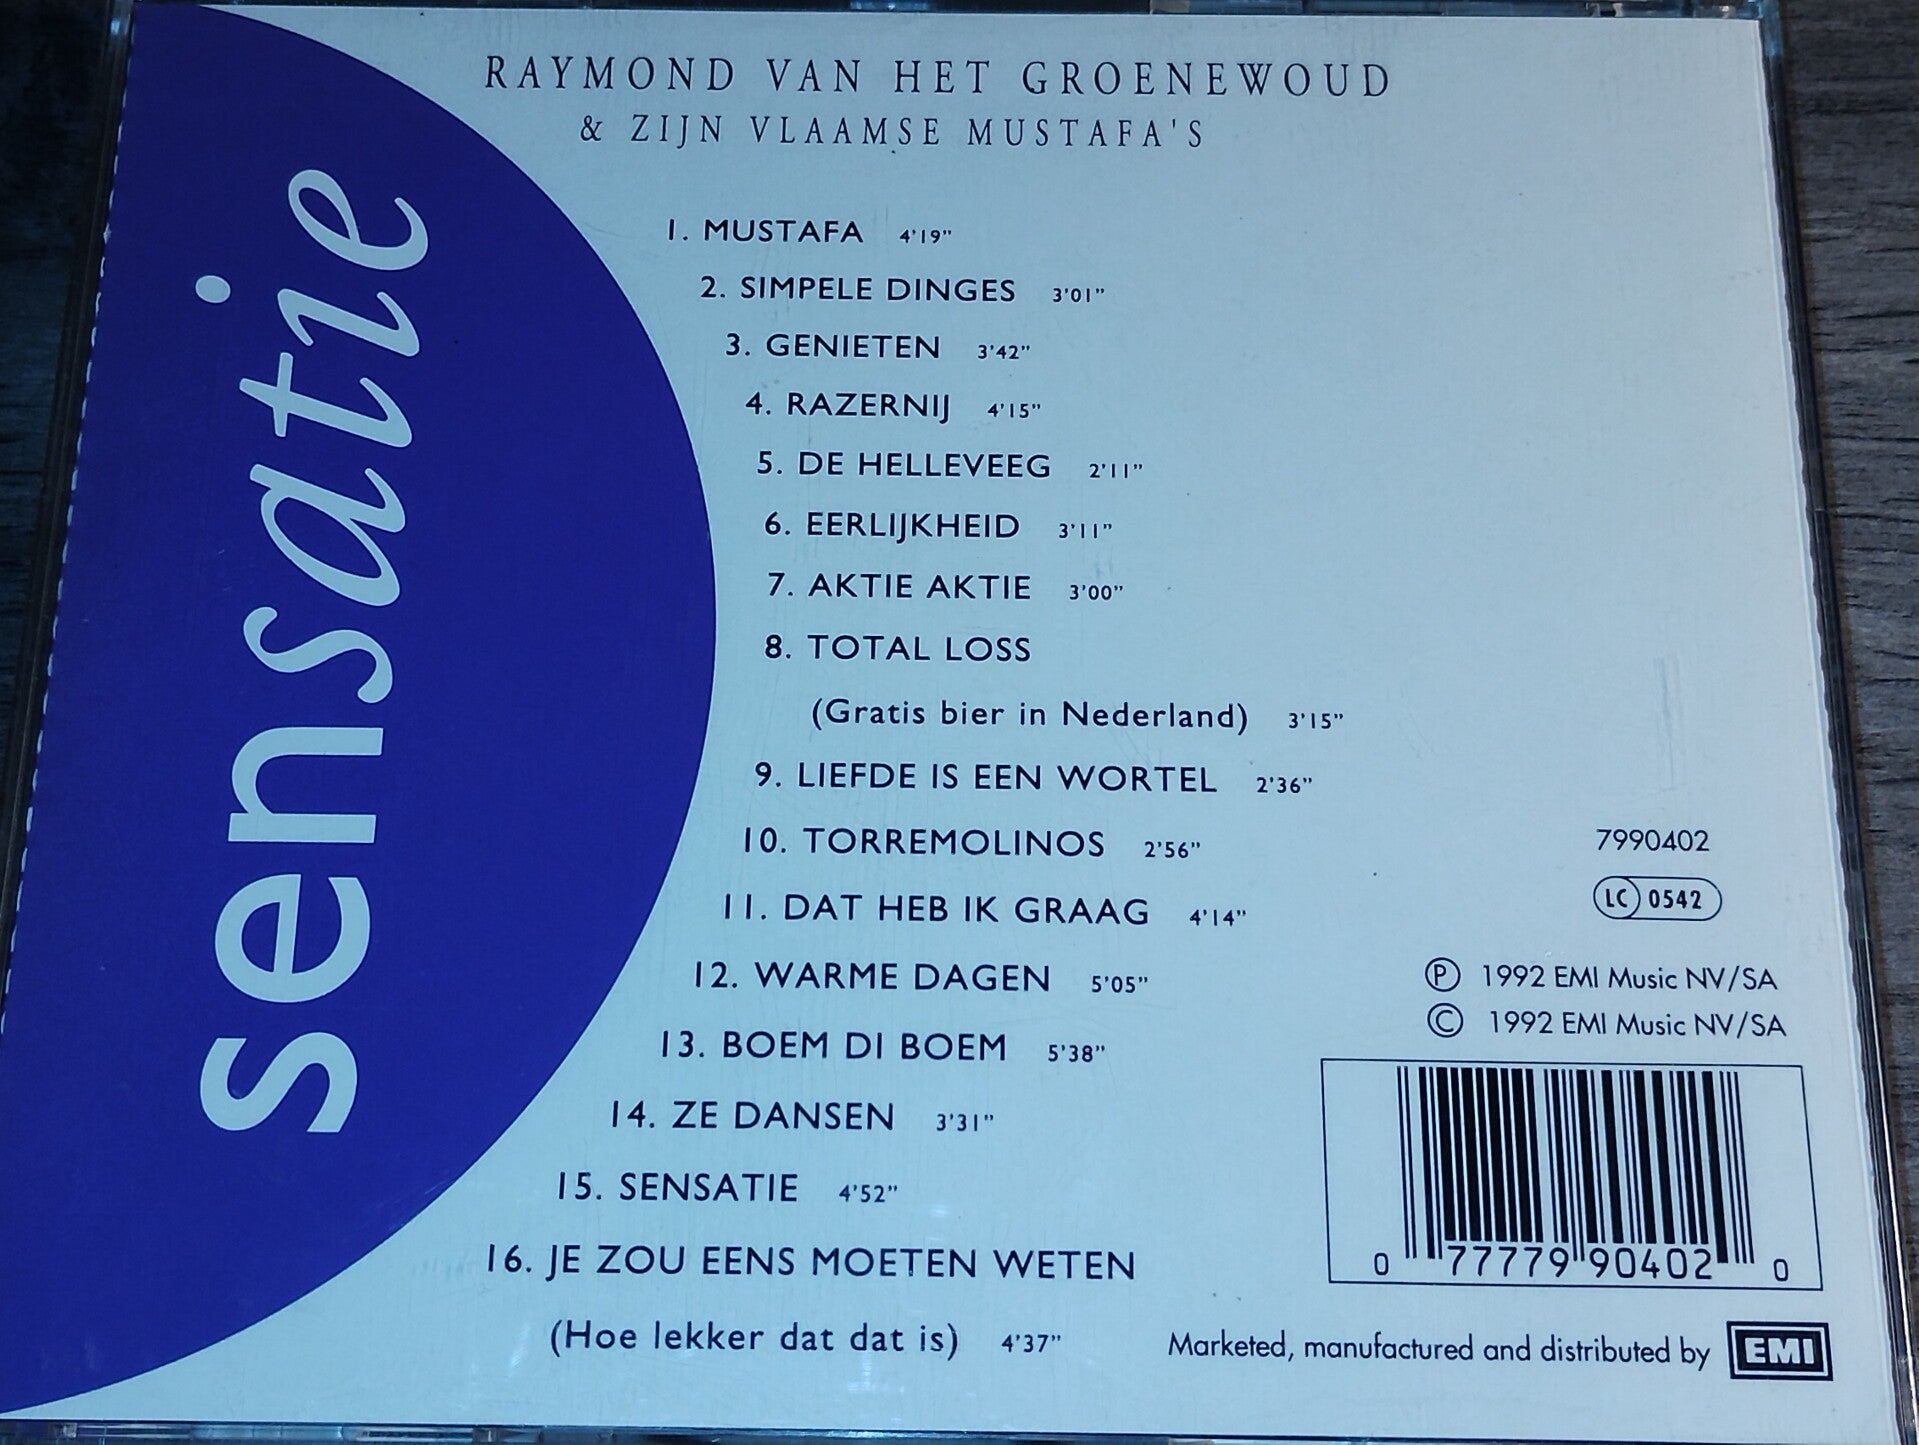 RAYMOND VAN HET GROENEWOUD
& ZIJN VLAAMSE MUSTAFA'S
sensatie
1. MUSTAFA 4'19"
2. SIMPELE DINGES 3'01"
3. GENIETEN 3'42"
4. RAZERNIJ 4'15"
5. DE HELLEVEEG 2'11"
6. EERLIJKHEID 3'11"
7. AKTIE AKTIE 3'00"
8. TOTAL LOSS
(Gratis bier in Nederland) 3'15"
9. LIEFDE IS EEN WORTEL 2'36"
10. TORREMOLINOS 2'56"
11. DAT HEB IK GRAAG 4'14"
12. WARME DAGEN 5'05"
13. BOEM DI BOEM 5'38"
14. ZE DANSEN 3'31"
15. SENSATIE 4'52"
16. JE ZOU EENS MOETEN WETEN
(Hoe lekker dat dat is) 4'37"
7990402
LC 0542
Ⓟ 1992 EMI Music NV/SA
© 1992 EMI Music NV/SA
0 77779 90402 0
Marketed, manufactured and distributed by EMI